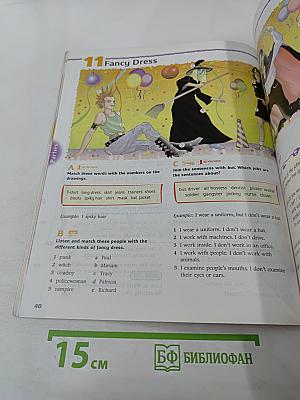 11 Fancy Dress
A
Match these words with the numbers on the
drawings.
T-shirt long dress skirt jeans trainers shoes
boots spiky hair shirt mask hat jacket
Example: 1 spiky hair
B
Listen and match these people with the
different kinds of fancy dress.
1 punk a Paul
2 witch b Miriam
3 cowboy c Tracy
4 policewoman d Patricia
5 vampire e Richard
40
C
Join the sentences with but. Which jobs are
the sentences about?
bus driver air hostess dentist
soldier gangster jockey nurse
Example: I wear a uniform, but I don't wear a hat.
1 I wear a uniform. I don't wear a hat.
2 I work with machines. I don't drive.
3 I work inside. I don't work in an office.
4 I work with people. I don't work with
animals.
5 I examine people's mouths. I don't examine
their eyes or ears.
15 см
БФ БИБЛИОФАН